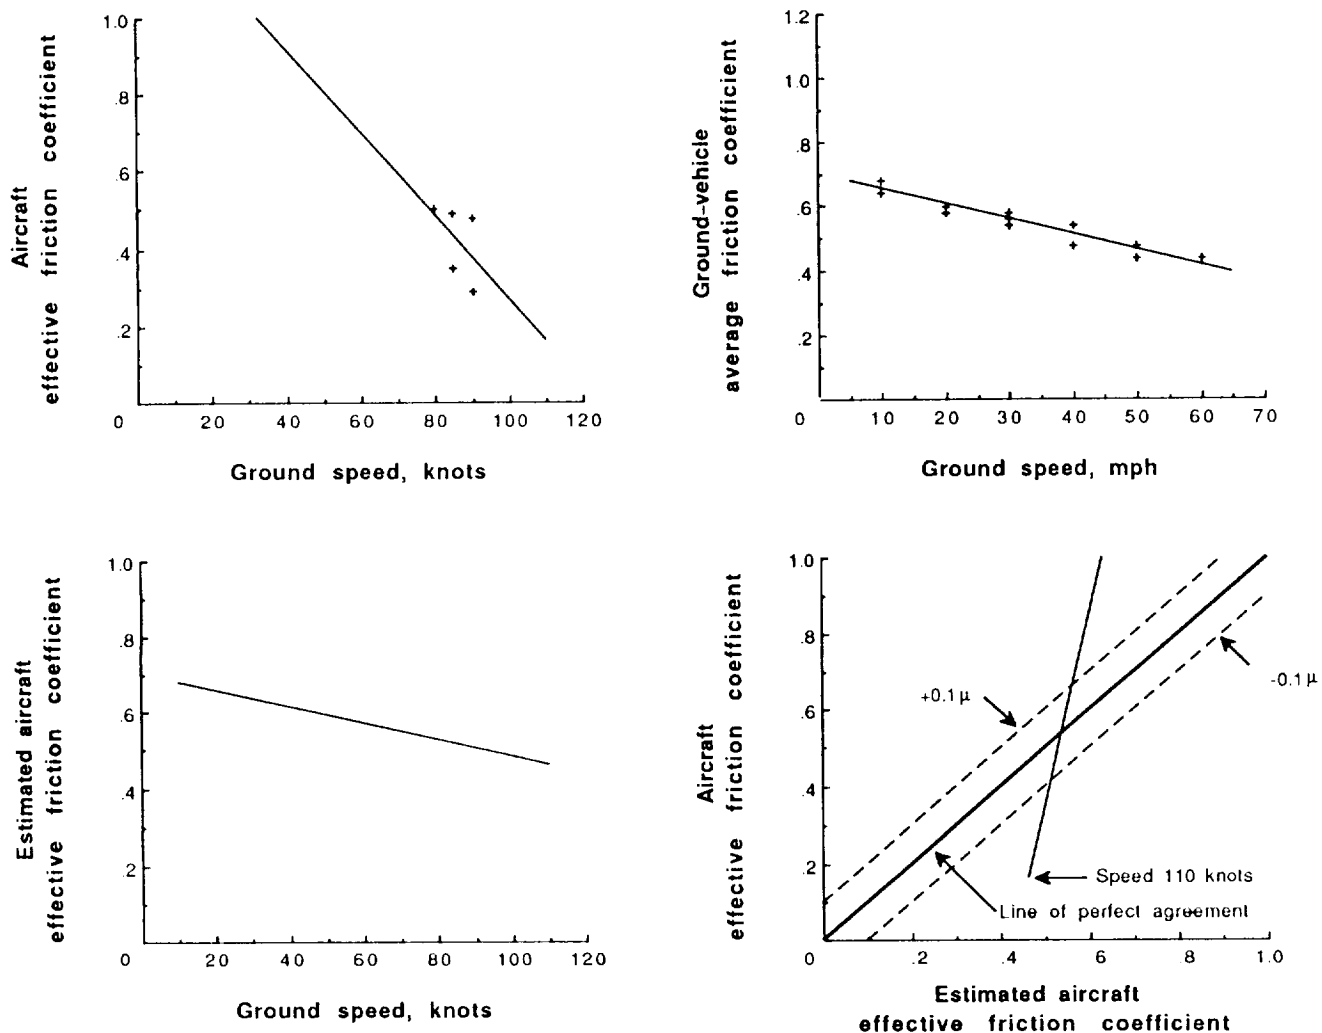 Aircraft
effective friction coefficient
1.0
.8
.6
.4
.2
0
20 40 60 80 100 120
Ground speed, knots
Ground-vehicle
average friction coefficient
1.2
1.0
.8
.6
.4
.2
0
10 20 30 40 50 60 70
Ground speed, mph
Estimated aircraft
effective friction coefficient
1.0
.8
.6
.4
.2
0
20 40 60 80 100 120
Ground speed, knots
Aircraft
effective friction coefficient
1.0
.8
.6
.4
.2
+0.1 μ
-0.1 μ
Speed 110 knots
Line of perfect agreement
0 .2 .4 6 .8 1.0
Estimated aircraft
effective friction coefficient